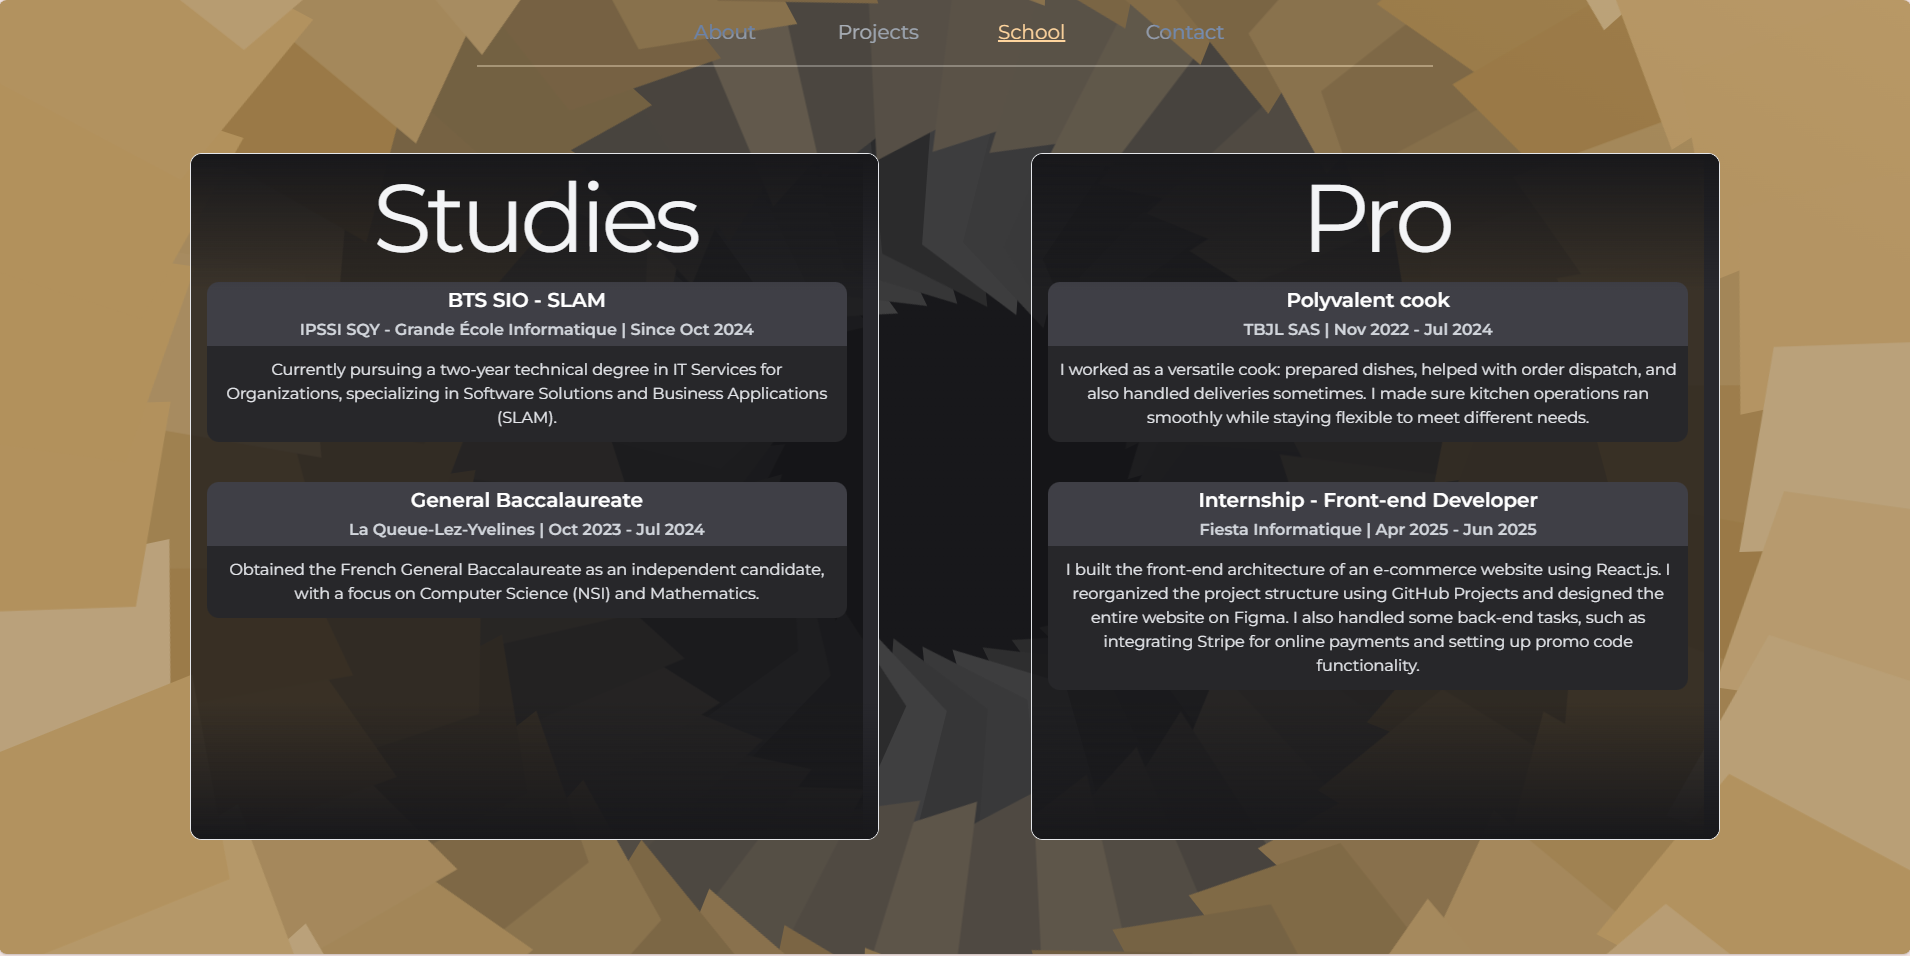 About
Projects
School
Contact
Studies
BTS SIO - SLAM
IPSSI SQY - Grande École Informatique | Since Oct 2024
Currently pursuing a two-year technical degree in IT Services for
Organizations, specializing in Software Solutions and Business Applications
(SLAM).
General Baccalaureate
La Queue-Lez-Yvelines | Oct 2023 - Jul 2024
Obtained the French General Baccalaureate as an independent candidate,
with a focus on Computer Science (NSI) and Mathematics.
Pro
Polyvalent cook
TBJL SAS | Nov 2022 - Jul 2024
I worked as a versatile cook: prepared dishes, helped with order dispatch, and
also handled deliveries sometimes. I made sure kitchen operations ran
smoothly while staying flexible to meet different needs.
Internship - Front-end Developer
Fiesta Informatique | Apr 2025 - Jun 2025
I built the front-end architecture of an e-commerce website using React.js. I
reorganized the project structure using GitHub Projects and designed the
entire website on Figma. I also handled some back-end tasks, such as
integrating Stripe for online payments and setting up promo code
functionality.